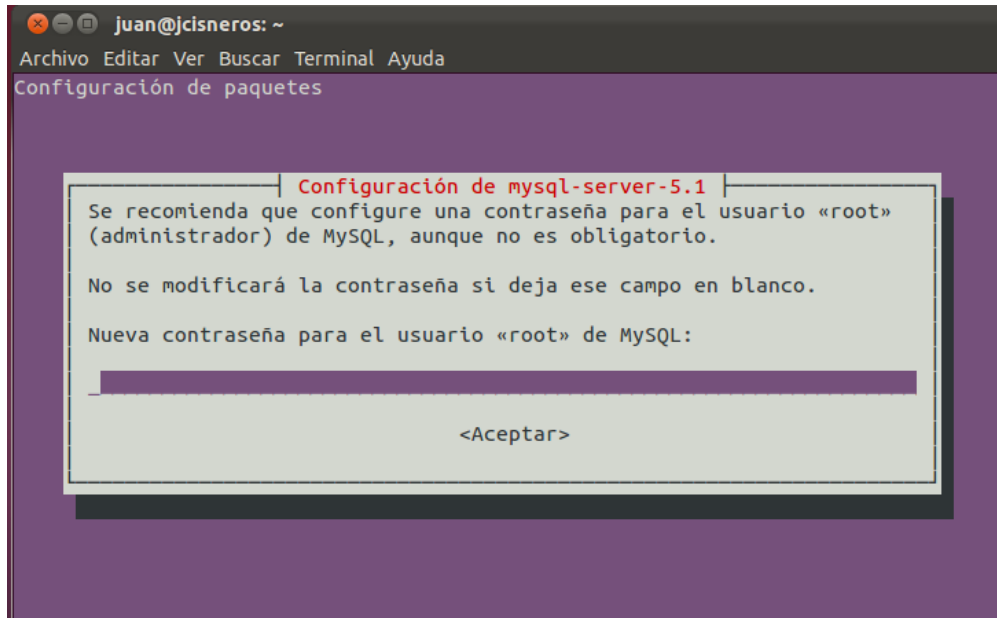 juan@jcisneros: ~
Archivo Editar Ver Buscar Terminal Ayuda
Configuración de paquetes
Configuración de mysql-server-5.1
Se recomienda que configure una contraseña para el usuario «root»
(administrador) de MySQL, aunque no es obligatorio.
No se modificará la contraseña si deja ese campo en blanco.
Nueva contraseña para el usuario «root» de MySQL:
<Aceptar>